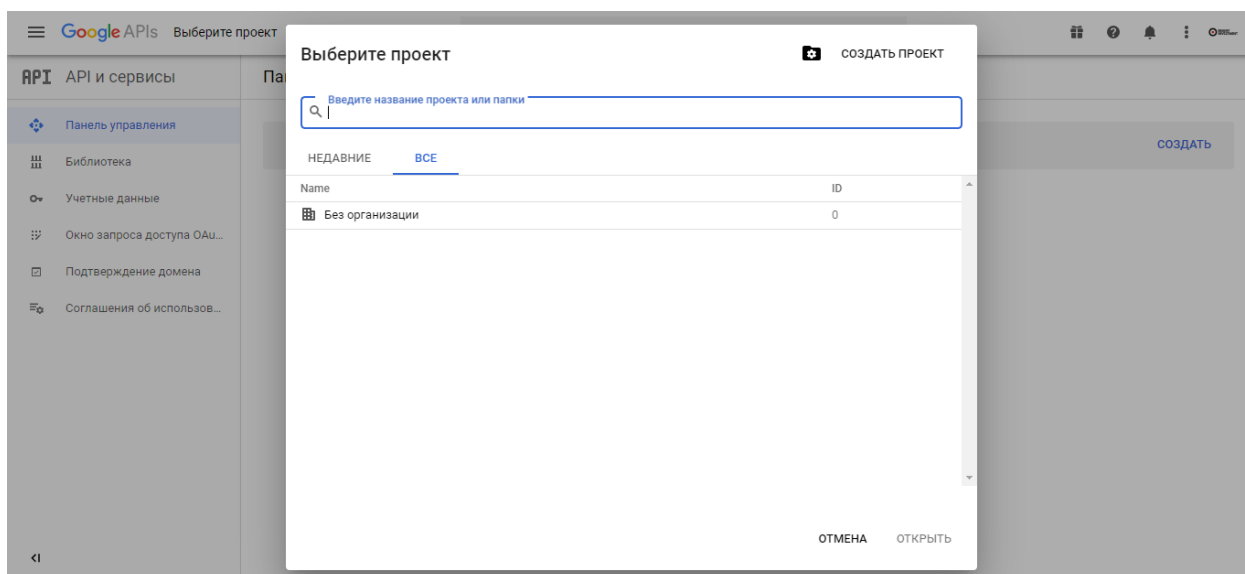 Google APIs Выберите проект
API API и сервисы
Па
Панель управления
Библиотека
Учетные данные
Окно запроса доступа OAu...
Подтверждение домена
Соглашения об использов...
СОЗДАТЬ
Выберите проект
СОЗДАТЬ ПРОЕКТ
Введите название проекта или папки
НЕДАВНИЕ ВСЕ
Name ID
Без организации 0
ОТМЕНА ОТКРЫТЬ